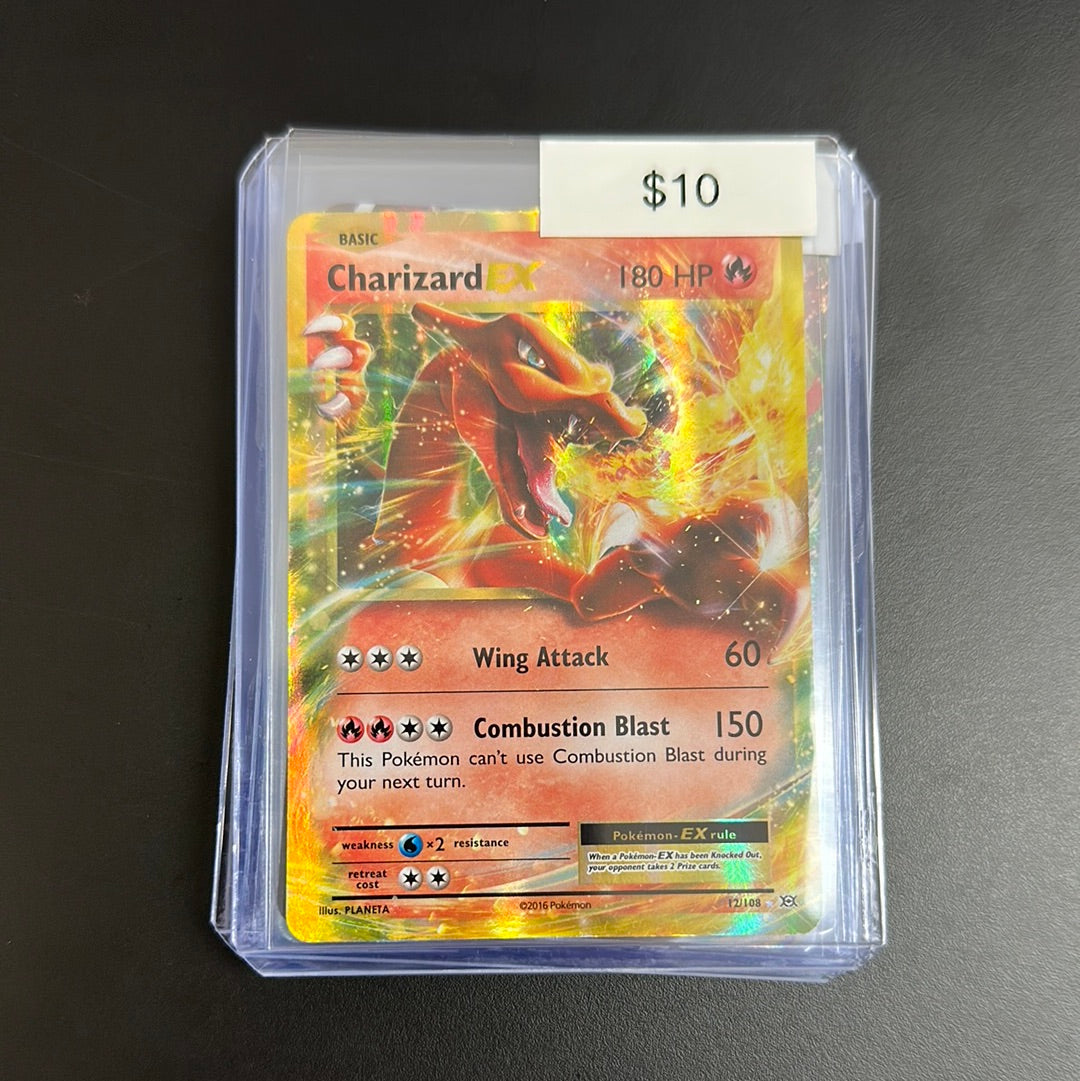 $10
BASIC
Charizard EX 180 HP
Wing Attack 60
Combustion Blast 150
This Pokémon can't use Combustion Blast during
your next turn.
weakness ×2 resistance
retreat
cost
Pokémon-EX rule
When a Pokémon-EX has been Knocked Out,
your opponent takes 2 Prize cards.
Illus. PLANETA ©2016 Pokémon 12/108